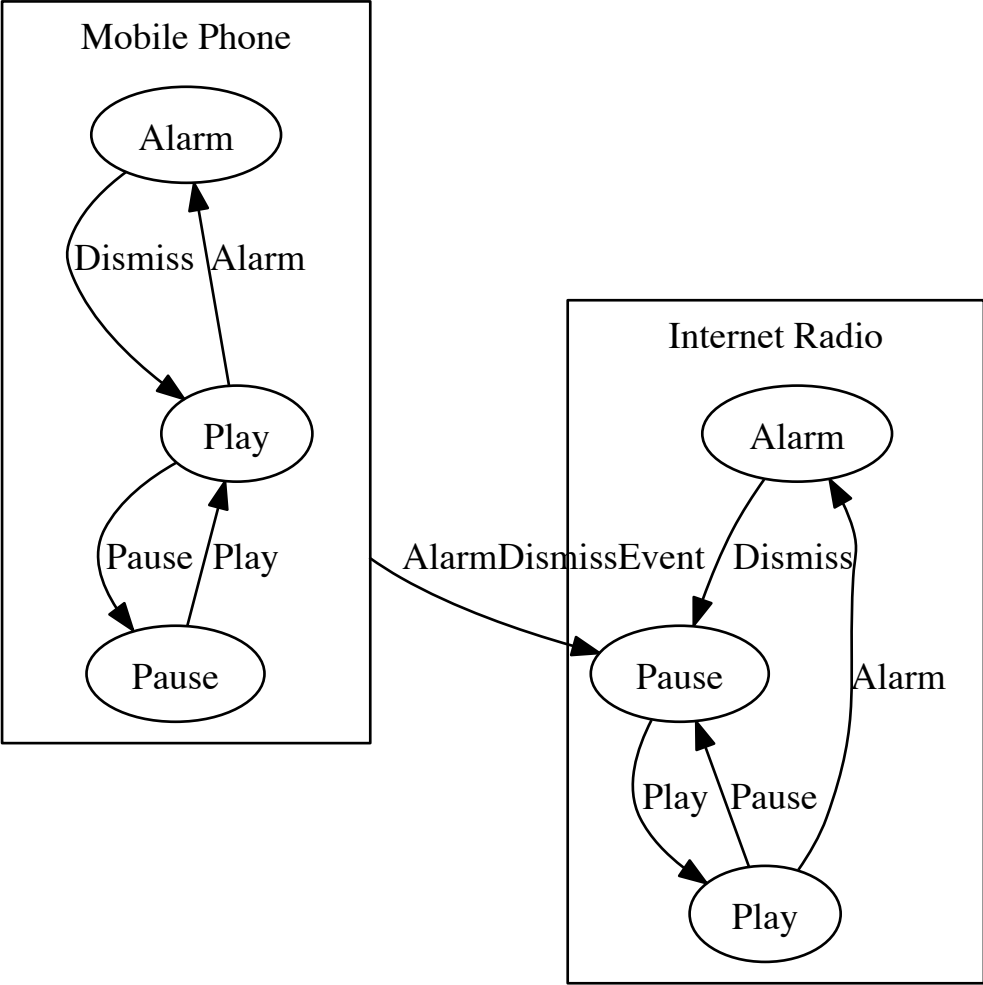 Mobile Phone
Alarm
Dismiss
Alarm
Play
Pause
Play
Pause
AlarmDismissEvent
Internet Radio
Alarm
Dismiss
Pause
Alarm
Play
Pause
Play